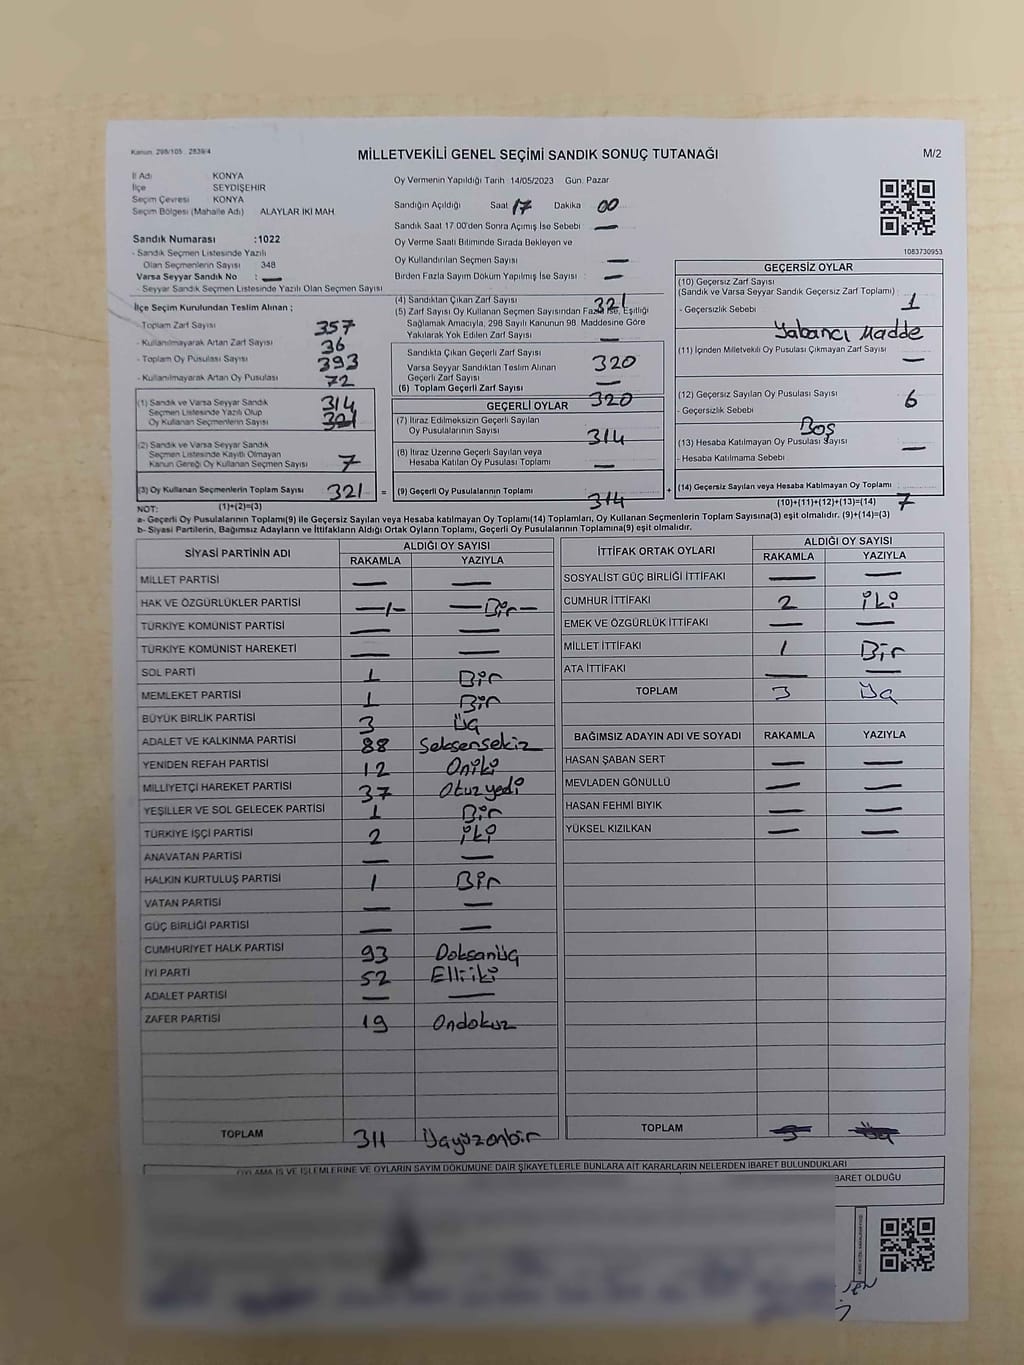 Kanun: 298/105 , 2839/4
MİLLETVEKİLİ GENEL SEÇİMİ SANDIK SONUÇ TUTANAĞI
M/2
İl Adı KONYA
İlçe SEYDİŞEHİR
Seçim Çevresi KONYA
Seçim Bölgesi (Mahalle Adı) ALAYLAR İKİ MAH
Sandık Numarası :1022
- Sandık Seçmen Listesinde Yazılı
Olan Seçmenlerin Sayısı 348
Varsa Seyyar Sandık No : —
- Seyyar Sandık Seçmen Listesinde Yazılı Olan Seçmen Sayısı
Oy Vermenin Yapıldığı Tarih 14/05/2023 Gün: Pazar
Sandığın Açıldığı Saat 17 Dakika 00
Sandık Saat 17.00'den Sonra Açımış İse Sebebi —
Oy Verme Saati Bitiminde Sırada Bekleyen ve
Oy Kullandırılan Seçmen Sayısı —
Birden Fazla Sayım Döküm Yapılmış İse Sayısı —
1083730953
İlçe Seçim Kurulundan Teslim Alınan ;
- Toplam Zarf Sayısı 357
- Kullanılmayarak Artan Zarf Sayısı 36
- Toplam Oy Pusulası Sayısı 393
- Kullanılmayarak Artan Oy Pusulası 72
(1) Sandık ve Varsa Seyyar Sandık
Seçmen Listesinde Yazılı Olup
Oy Kullanan Seçmenlerin Sayısı 314
(2) Sandık ve Varsa Seyyar Sandık
Seçmen Listesinde Kayıtlı Olmayan
Kanun Gereği Oy Kullanan Seçmen Sayısı 7
(3) Oy Kullanan Seçmenlerin Toplam Sayısı 321 =
(1)+(2)=(3)
(4) Sandıktan Çıkan Zarf Sayısı 321
(5) Zarf Sayısı Oy Kullanan Seçmen Sayısından Fazla ise, Eşitliği
Sağlamak Amacıyla, 298 Sayılı Kanunun 98. Maddesine Göre
Yakılarak Yok Edilen Zarf Sayısı —
Sandıkta Çıkan Geçerli Zarf Sayısı 320
Varsa Seyyar Sandıktan Teslim Alınan
Geçerli Zarf Sayısı —
(6) Toplam Geçerli Zarf Sayısı 320
GEÇERLİ OYLAR
(7) İtiraz Edilmeksizin Geçerli Sayılan
Oy Pusulalarının Sayısı 314
(8) İtiraz Üzerine Geçerli Sayılan veya
Hesaba Katılan Oy Pusulası Toplamı —
(9) Geçerli Oy Pusulalarının Toplamı 314 +
GEÇERSİZ OYLAR
(10) Geçersiz Zarf Sayısı
(Sandık ve Varsa Seyyar Sandık Geçersiz Zarf Toplamı) : 1
- Geçersizlik Sebebi
Yabancı Madde
(11) İçinden Milletvekili Oy Pusulası Çıkmayan Zarf Sayısı —
(12) Geçersiz Sayılan Oy Pusulası Sayısı 6
- Geçersizlik Sebebi
Boş
(13) Hesaba Katılmayan Oy Pusulası Sayısı —
- Hesaba Katılmama Sebebi
(14) Geçersiz Sayılan veya Hesaba Katılmayan Oy Toplamı 7
(10)+(11)+(12)+(13)=(14)
NOT:
a- Geçerli Oy Pusulalarının Toplamı(9) ile Geçersiz Sayılan veya Hesaba katılmayan Oy Toplamı(14) Toplamları, Oy Kullanan Seçmenlerin Toplam Sayısına(3) eşit olmalıdır. (9)+(14)=(3)
b- Siyasi Partilerin, Bağımsız Adayların ve İttifakların Aldığı Ortak Oyların Toplamı, Geçerli Oy Pusulalarının Toplamına(9) eşit olmalıdır.
SİYASİ PARTİNİN ADI ALDIĞI OY SAYISI
RAKAMLA YAZIYLA
MİLLET PARTİSİ — —
HAK VE ÖZGÜRLÜKLER PARTİSİ —1— —Bir—
TÜRKİYE KOMÜNİST PARTİSİ — —
TÜRKİYE KOMÜNİST HAREKETİ — —
SOL PARTİ 1 Bir
MEMLEKET PARTİSİ 1 Bir
BÜYÜK BİRLİK PARTİSİ 3 Üç
ADALET VE KALKINMA PARTİSİ 88 Seksensekiz
YENİDEN REFAH PARTİSİ 12 Oniki
MİLLİYETÇİ HAREKET PARTİSİ 37 Otuzyedi
YEŞİLLER VE SOL GELECEK PARTİSİ 1 Bir
TÜRKİYE İŞÇİ PARTİSİ 2 iki
ANAVATAN PARTİSİ — —
HALKIN KURTULUŞ PARTİSİ 1 Bir
VATAN PARTİSİ — —
GÜÇ BİRLİĞİ PARTİSİ — —
CUMHURİYET HALK PARTİSİ 93 Doksanüç
İYİ PARTİ 52 Elliiki
ADALET PARTİSİ — —
ZAFER PARTİSİ 19 Ondokuz
TOPLAM 311 Üçyüzonbir
İTTİFAK ORTAK OYLARI ALDIĞI OY SAYISI
RAKAMLA YAZIYLA
SOSYALİST GÜÇ BİRLİĞİ İTTİFAKI — —
CUMHUR İTTİFAKI 2 iki
EMEK VE ÖZGÜRLÜK İTTİFAKI — —
MİLLET İTTİFAKI 1 Bir
ATA İTTİFAKI — —
TOPLAM 3 Üç
BAĞIMSIZ ADAYIN ADI VE SOYADI RAKAMLA YAZIYLA
HASAN ŞABAN SERT — —
MEVLADEN GÖNÜLLÜ — —
HASAN FEHMİ BIYIK — —
YÜKSEL KIZILKAN — —
TOPLAM
OYLAMA İŞ VE İŞLEMLERİNE VE OYLARIN SAYIM DÖKÜMÜNE DAİR ŞİKAYETLERLE BUNLARA AİT KARARLARIN NELERDEN İBARET BULUNDUKLARI
BARET OLDUĞU